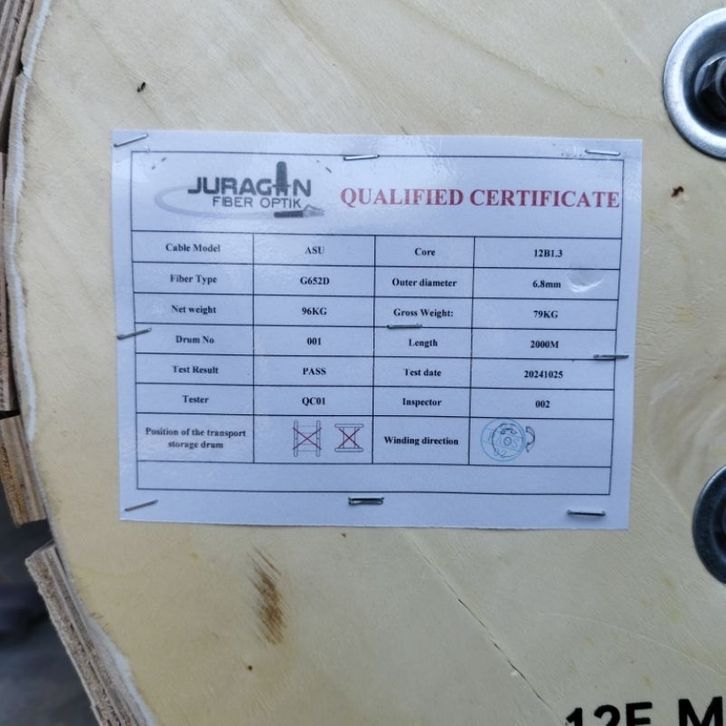 JURAGAN
FIBER OPTIK
QUALIFIED CERTIFICATE
Cable Model ASU Core 12B1.3
Fiber Type G652D Outer diameter 6.8mm
Net weight 96KG Gross Weight: 79KG
Drum No 001 Length 2000M
Test Result PASS Test date 20241025
Tester QC01 Inspector 002
Position of the transport
storage drum Winding direction
12F M